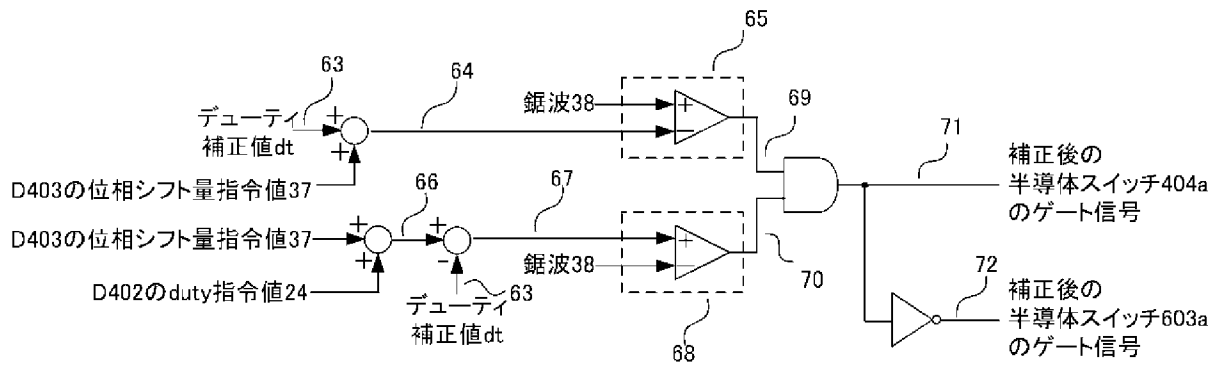 65
63
64
鋸波38
69
71
デューティ
補正値dt
補正後の
半導体スイッチ404a
のゲート信号
D403の位相シフト量指令値37
66
67
D403の位相シフト量指令値37
鋸波38
70
D402のduty指令値24
63
デューティ
補正値dt
68
72
補正後の
半導体スイッチ603a
のゲート信号